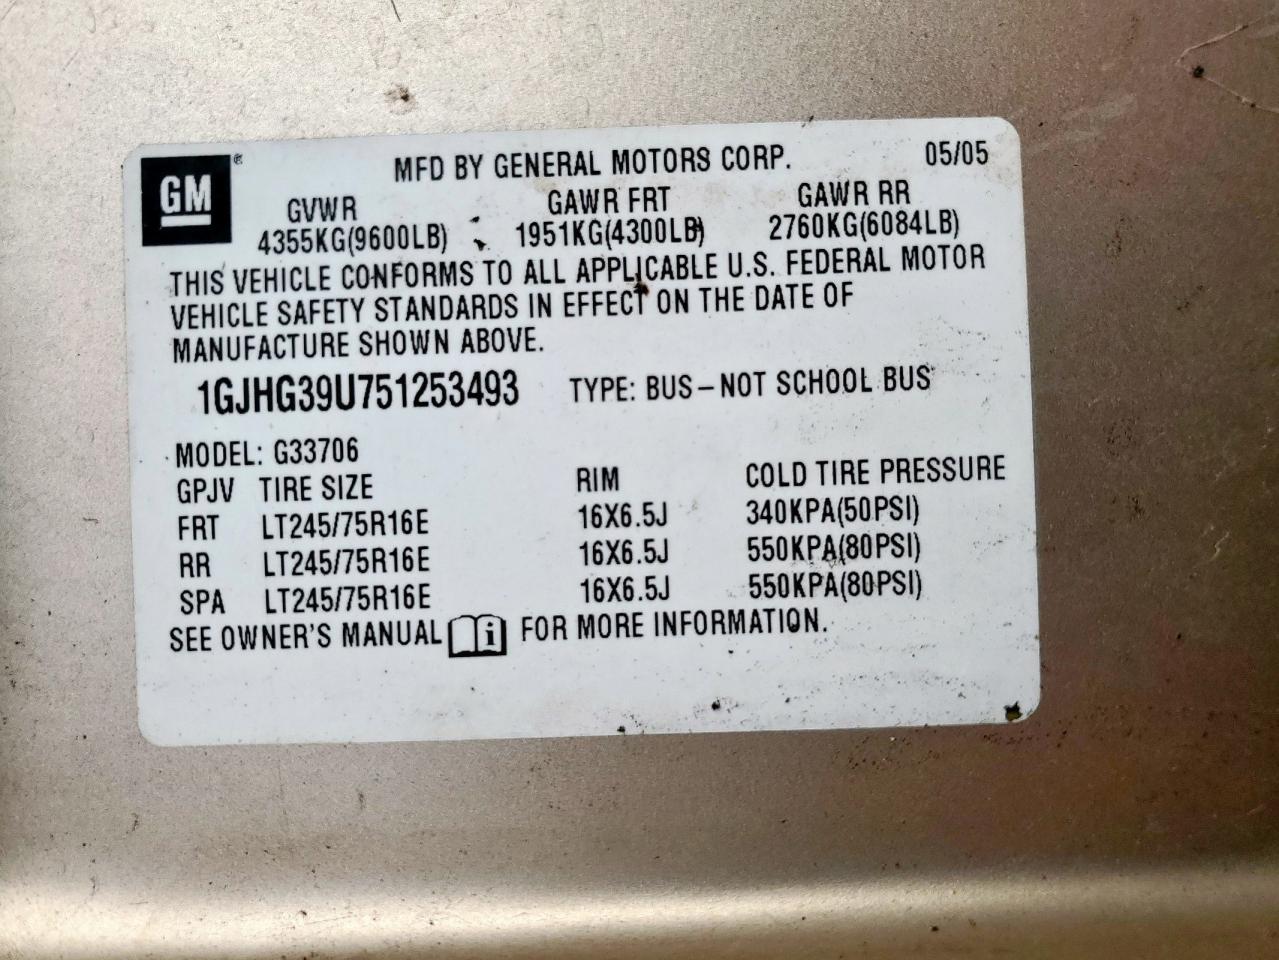 GM® MFD BY GENERAL MOTORS CORP. 05/05
GVWR GAWR FRT GAWR RR
4355KG(9600LB) 1951KG(4300LB) 2760KG(6084LB)
THIS VEHICLE CONFORMS TO ALL APPLICABLE U.S. FEDERAL MOTOR
VEHICLE SAFETY STANDARDS IN EFFECT ON THE DATE OF
MANUFACTURE SHOWN ABOVE.
1GJHG39U751253493 TYPE: BUS – NOT SCHOOL BUS
MODEL: G33706
GPJV TIRE SIZE RIM COLD TIRE PRESSURE
FRT LT245/75R16E 16X6.5J 340KPA(50PSI)
RR LT245/75R16E 16X6.5J 550KPA(80PSI)
SPA LT245/75R16E 16X6.5J 550KPA(80PSI)
SEE OWNER'S MANUAL i FOR MORE INFORMATION.